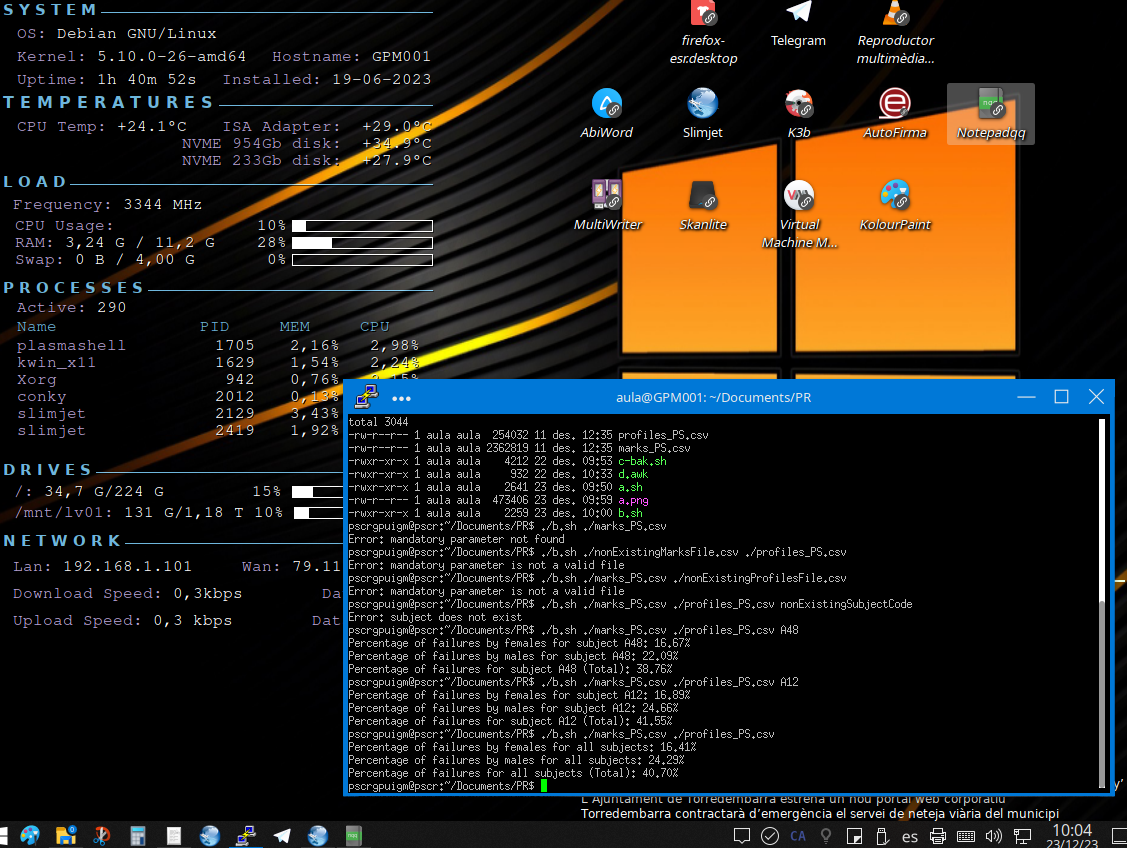 SYSTEM
OS: Debian GNU/Linux
Kernel: 5.10.0-26-amd64 Hostname: GPM001
Uptime: 1h 40m 52s Installed: 19-06-2023
TEMPERATURES
CPU Temp: +24.1°C ISA Adapter: +29.0°C
NVME 954Gb disk: +34.9°C
NVME 233Gb disk: +27.9°C
LOAD
Frequency: 3344 MHz
CPU Usage: 10%
RAM: 3,24 G / 11,2 G 28%
Swap: 0 B / 4,00 G 0%
PROCESSES
Active: 290
Name PID MEM CPU
plasmashell 1705 2,16% 2,98%
kwin_x11 1629 1,54% 2,24%
Xorg 942 0,76%
conky 2012 0,13%
slimjet 2129 3,43%
slimjet 2419 1,92%
DRIVES
/: 34,7 G/224 G 15%
/mnt/lv01: 131 G/1,18 T 10%
NETWORK
Lan: 192.168.1.101 Wan: 79.11
Download Speed: 0,3kbps Da
Upload Speed: 0,3 kbps Dat
firefox-esr.desktop
Telegram
Reproductor multimèdia...
AbiWord
Slimjet
K3b
AutoFirma
Notepadqq
MultiWriter
Skanlite
Virtual Machine M...
KolourPaint
aula@GPM001: ~/Documents/PR
total 3044
-rw-r--r-- 1 aula aula 254032 11 des. 12:35 profiles_PS.csv
-rw-r--r-- 1 aula aula 2362819 11 des. 12:35 marks_PS.csv
-rwxr-xr-x 1 aula aula 4212 22 des. 09:53 c-bak.sh
-rwxr-xr-x 1 aula aula 932 22 des. 10:33 d.awk
-rwxr-xr-x 1 aula aula 2641 23 des. 09:50 a.sh
-rw-r--r-- 1 aula aula 473406 23 des. 09:59 a.png
-rwxr-xr-x 1 aula aula 2259 23 des. 10:00 b.sh
pscrgpuigm@pscr:~/Documents/PR$ ./b.sh ./marks_PS.csv
Error: mandatory parameter not found
pscrgpuigm@pscr:~/Documents/PR$ ./b.sh ./nonExistingMarksFile.csv ./profiles_PS.csv
Error: mandatory parameter is not a valid file
pscrgpuigm@pscr:~/Documents/PR$ ./b.sh ./marks_PS.csv ./nonExistingProfilesFile.csv
Error: mandatory parameter is not a valid file
pscrgpuigm@pscr:~/Documents/PR$ ./b.sh ./marks_PS.csv ./profiles_PS.csv nonExistingSubjectCode
Error: subject does not exist
pscrgpuigm@pscr:~/Documents/PR$ ./b.sh ./marks_PS.csv ./profiles_PS.csv A48
Percentage of failures by females for subject A48: 16.67%
Percentage of failures by males for subject A48: 22.09%
Percentage of failures for subject A48 (Total): 38.76%
pscrgpuigm@pscr:~/Documents/PR$ ./b.sh ./marks_PS.csv ./profiles_PS.csv A12
Percentage of failures by females for subject A12: 16.89%
Percentage of failures by males for subject A12: 24.66%
Percentage of failures for subject A12 (Total): 41.55%
pscrgpuigm@pscr:~/Documents/PR$ ./b.sh ./marks_PS.csv ./profiles_PS.csv
Percentage of failures by females for all subjects: 16.41%
Percentage of failures by males for all subjects: 24.29%
Percentage of failures for all subjects (Total): 40.70%
pscrgpuigm@pscr:~/Documents/PR$
L'Ajuntament de Torredembarra estrena un nou portal web corporatiu
Torredembarra contractarà d'emergència el servei de neteja viària del municipi
CA
es
10:04
23/12/23